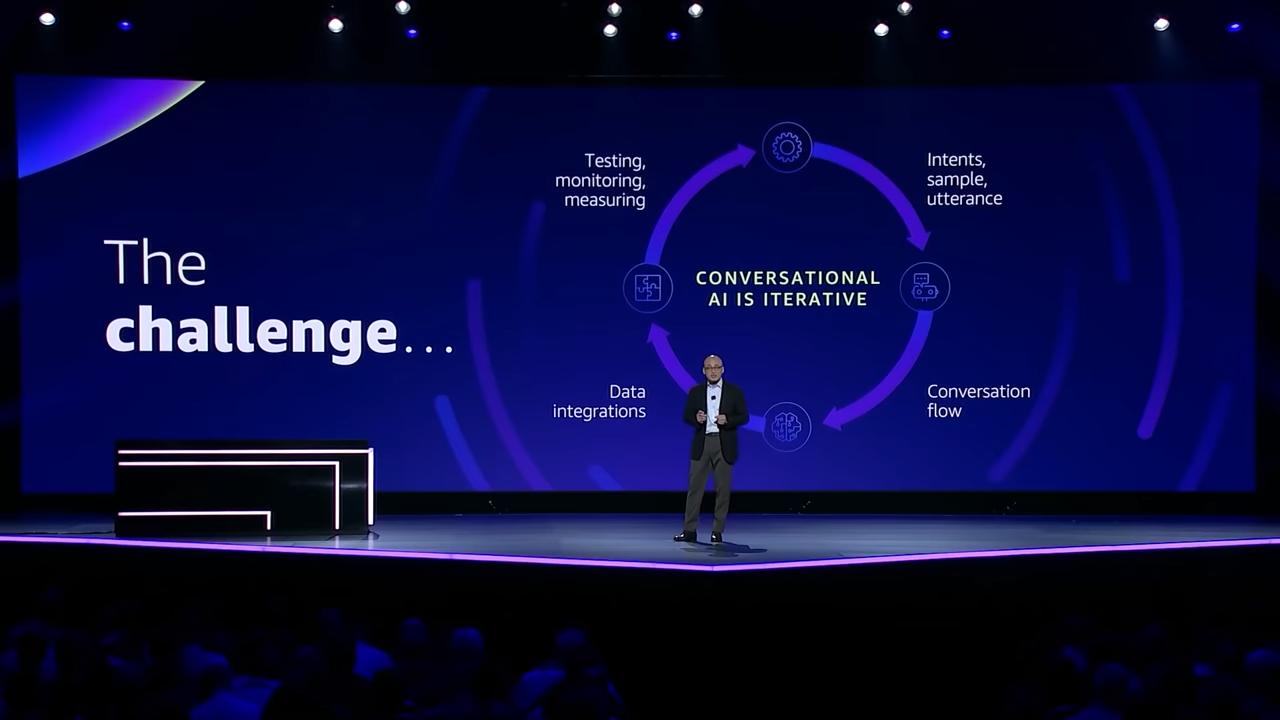 The
challenge...
CONVERSATIONAL
AI IS ITERATIVE
Intents,
sample,
utterance
Conversation
flow
Data
integrations
Testing,
monitoring,
measuring